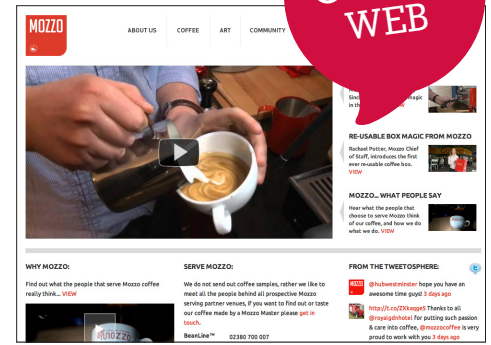 MOZZO
ABOUT US
COFFEE
ART
COMMUNITY
WEB
in th
RE-USABLE BOX MAGIC FROM MOZZO
Rachael Potter, Mozzo Chief
of Staff, introduces the first
ever re-usable coffee box.
VIEW
MOZZO... WHAT PEOPLE SAY
Hear what the people that
choose to serve Mozzo think
of our coffee, and how we do
what we do. VIEW
WHY MOZZO:
Find out what the people that serve Mozzo coffee
really think... VIEW
mozzo
SERVE MOZZO:
We do not send out coffee samples, rather we like to
meet all the people behind all prospective Mozzo
serving partner venues, if you want to find out or taste
our coffee made by a Mozzo Master please get in
touch.
BeanLine™ 02380 700 007
FROM THE TWEETOSPHERE:
MOZZO
@hubwestminster hope you have an
awesome time guys! 3 days ago
http://t.co/ZXkaqgeS Thanks to all
@royalgdnhotel for putting such passion
& care into coffee, @mozzocoffee is very
proud to work with you 3 days ago